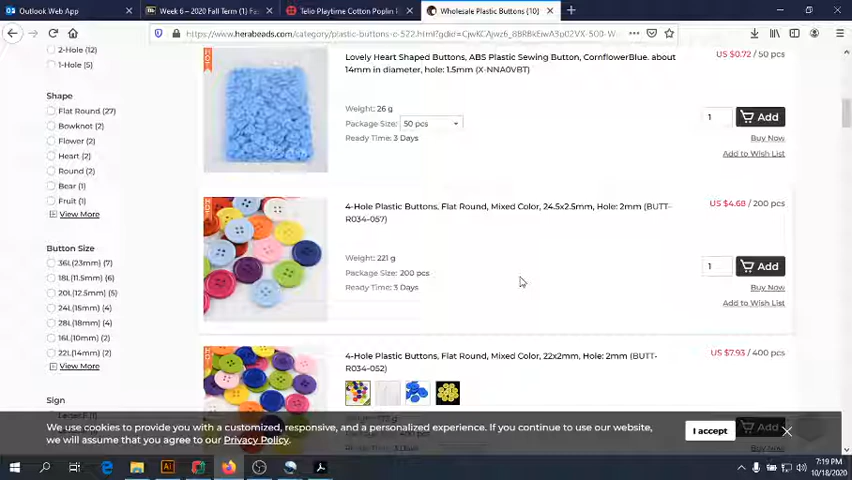 Outlook Web App
Week 6 – 2020 Fall Term (1) Fas
Telio Playtime Cotton Poplin
Wholesale Plastic Buttons (10)
https://www.herabeads.com/category/plastic-buttons-c-522.html?gdkr=CjwKCAjwz6_8BRBkEiwA3p02VX-500-W
2-Hole (12)
1-Hole (5)
Shape
Flat Round (27)
Bowknot (2)
Flower (2)
Heart (2)
Round (2)
Bear (1)
Fruit (1)
View More
Button Size
36L(23mm) (7)
18L(11.5mm) (6)
20L(12.5mm) (5)
24L(15mm) (4)
28L(18mm) (4)
16L(10mm) (2)
22L(14mm) (2)
View More
Sign
HOT
Lovely Heart Shaped Buttons, ABS Plastic Sewing Button, CornflowerBlue, about
14mm in diameter, hole: 1.5mm (X-NNA0VBT)
Weight: 26 g
Package Size: 50 pcs
Ready Time: 3 Days
US $0.72 / 50 pcs
1 Add
Buy Now
Add to Wish List
HOT
4-Hole Plastic Buttons, Flat Round, Mixed Color, 24.5x2.5mm, Hole: 2mm (BUTT-
R034-057)
Weight: 221 g
Package Size: 200 pcs
Ready Time: 3 Days
US $4.68 / 200 pcs
1 Add
Buy Now
Add to Wish List
HOT
4-Hole Plastic Buttons, Flat Round, Mixed Color, 22x2mm, Hole: 2mm (BUTT-
R034-052)
US $7.93 / 400 pcs
Add
Buy Now
We use cookies to provide you with a customized, responsive, and a personalized experience. If you continue to use our website,
we will assume that you agree to our Privacy Policy.
I accept
7:19 PM
10/18/2020